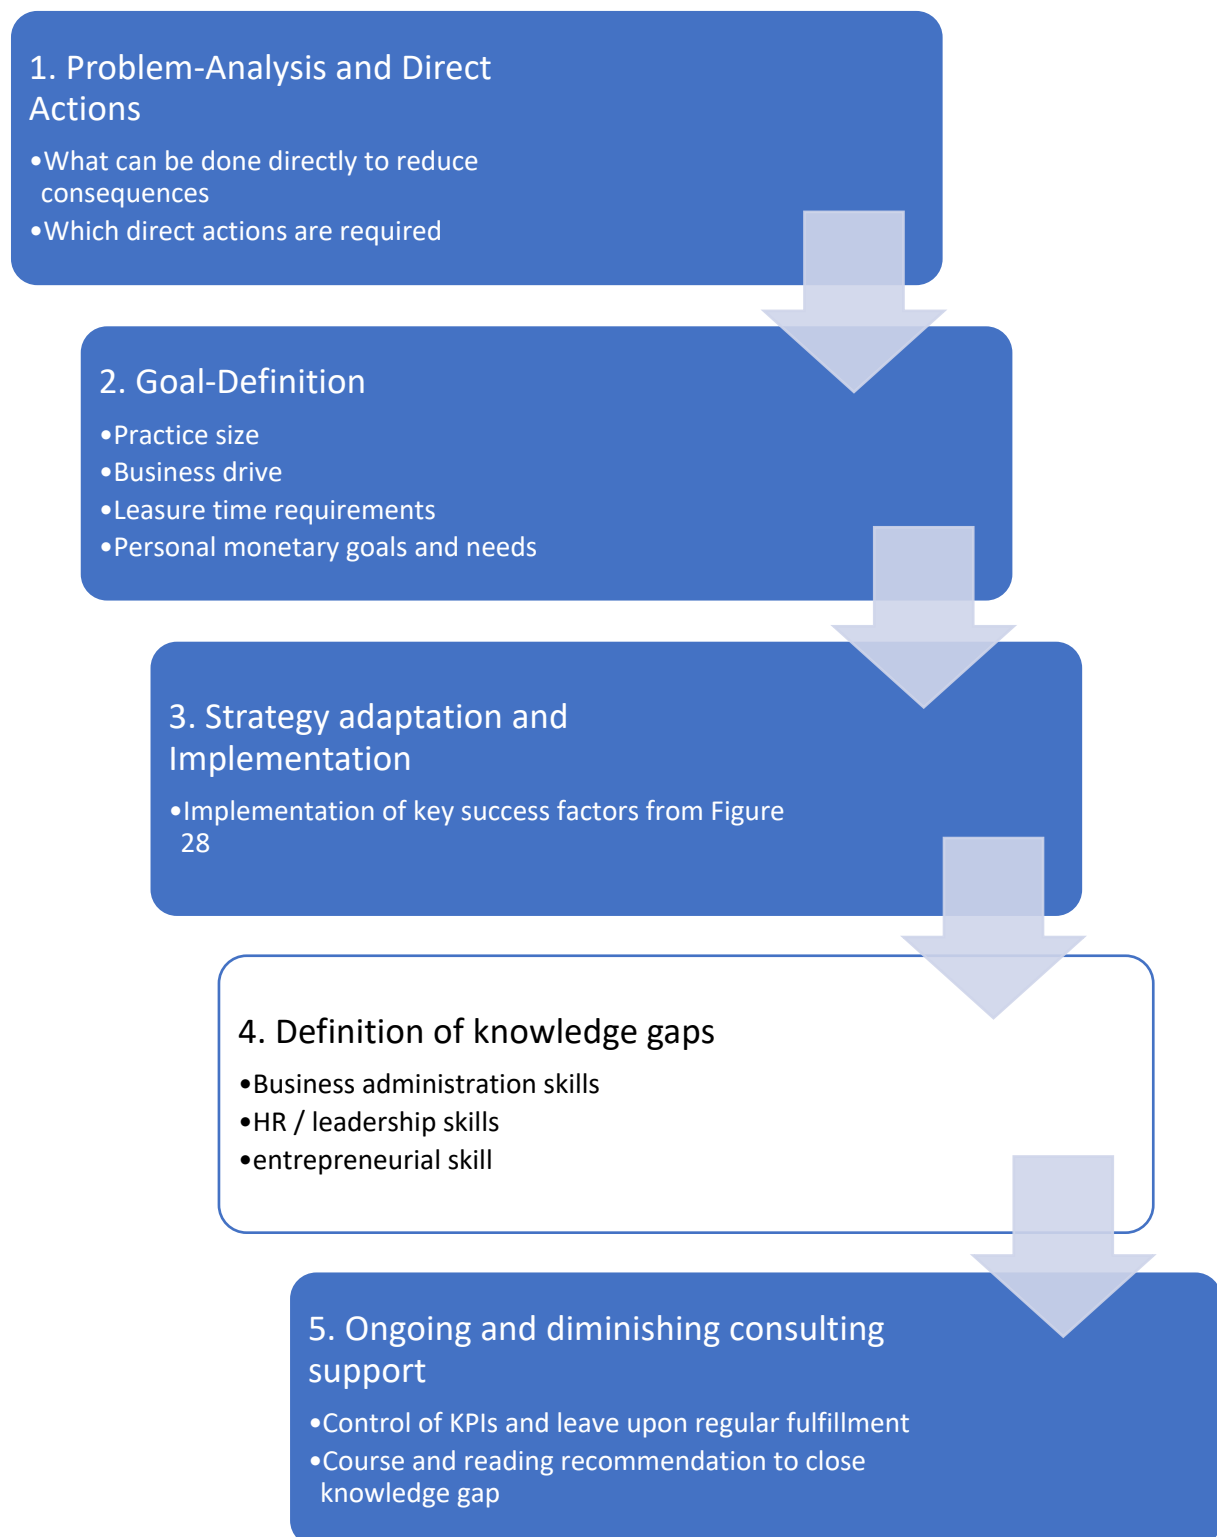 1. Problem-Analysis and Direct
Actions
•What can be done directly to reduce
consequences
•Which direct actions are required
2. Goal-Definition
•Practice size
•Business drive
•Leasure time requirements
•Personal monetary goals and needs
3. Strategy adaptation and
Implementation
•Implementation of key success factors from Figure
28
4. Definition of knowledge gaps
•Business administration skills
•HR / leadership skills
•entrepreneurial skill
5. Ongoing and diminishing consulting
support
•Control of KPIs and leave upon regular fulfillment
•Course and reading recommendation to close
knowledge gap